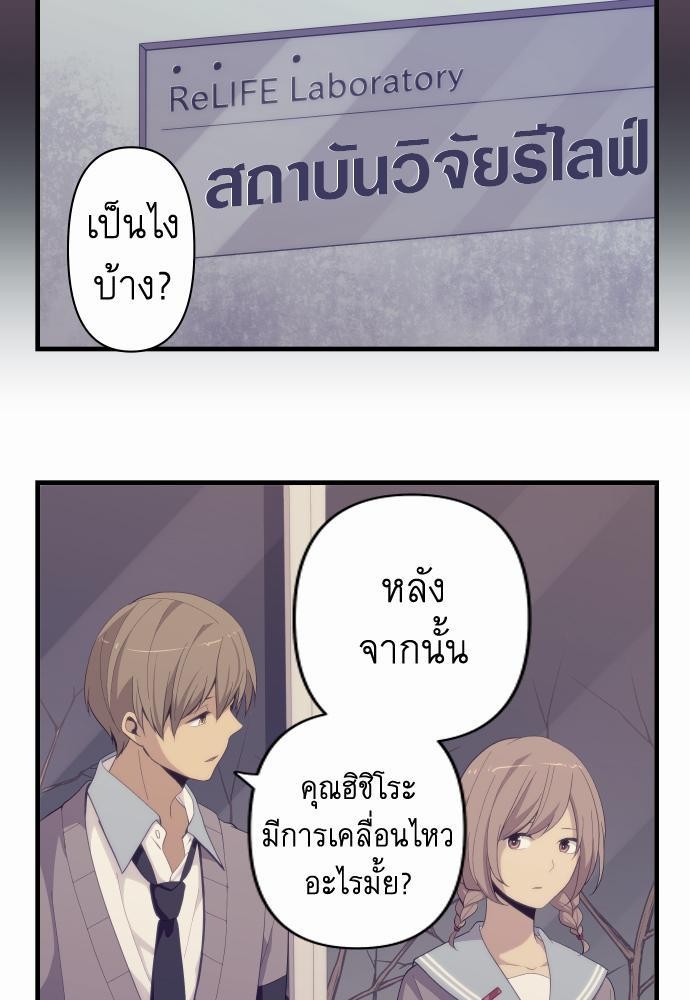 ReLIFE Laboratory
สถาบันวิจัยรีไลฟ์
เป็นไง
บ้าง?
หลัง
จากนั้น
คุณฮิชิโระ
มีการเคลื่อนไหว
อะไรมั้ย?